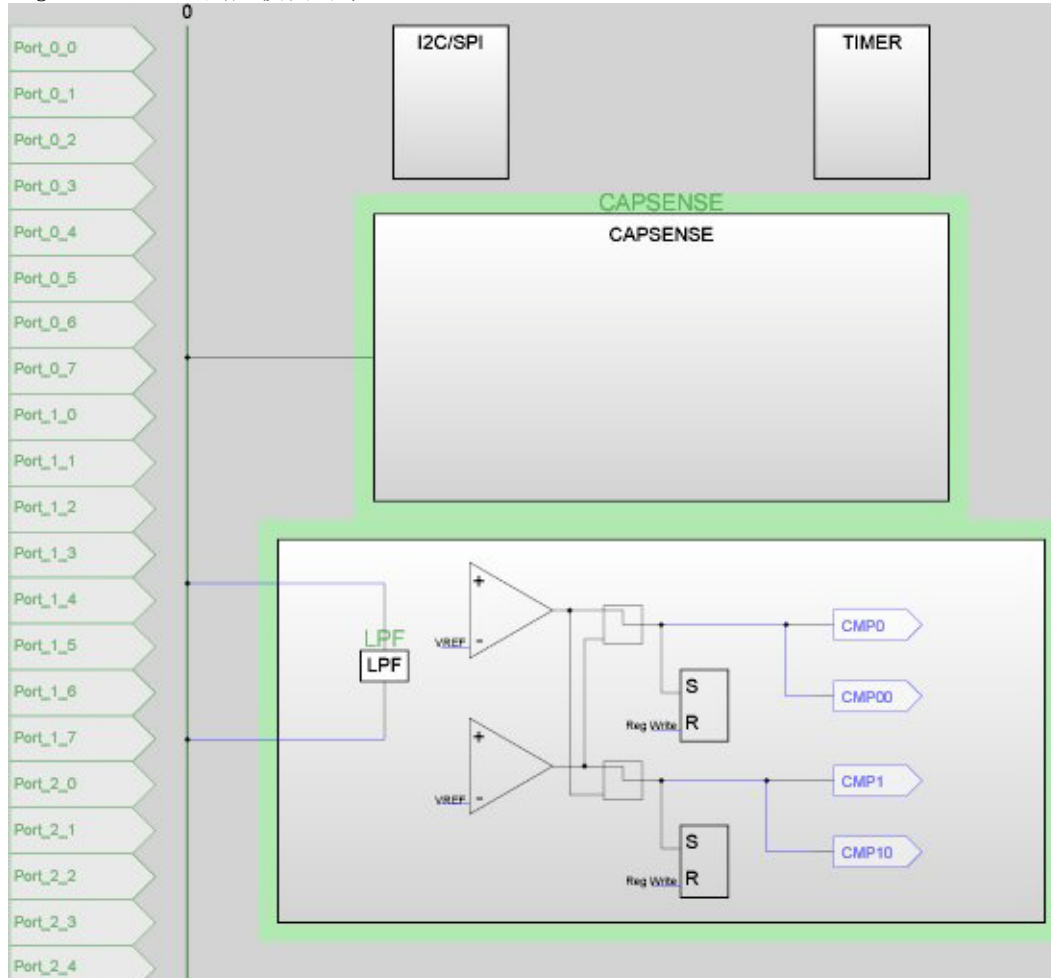 0
Port_0_0
Port_0_1
Port_0_2
Port_0_3
Port_0_4
Port_0_5
Port_0_6
Port_0_7
Port_1_0
Port_1_1
Port_1_2
Port_1_3
Port_1_4
Port_1_5
Port_1_6
Port_1_7
Port_2_0
Port_2_1
Port_2_2
Port_2_3
Port_2_4
I2C/SPI
TIMER
CAPSENSE
CAPSENSE
LPF
LPF
+
VREF -
S
Reg Write R
CMP0
CMP00
+
VREF -
S
Reg Write R
CMP1
CMP10